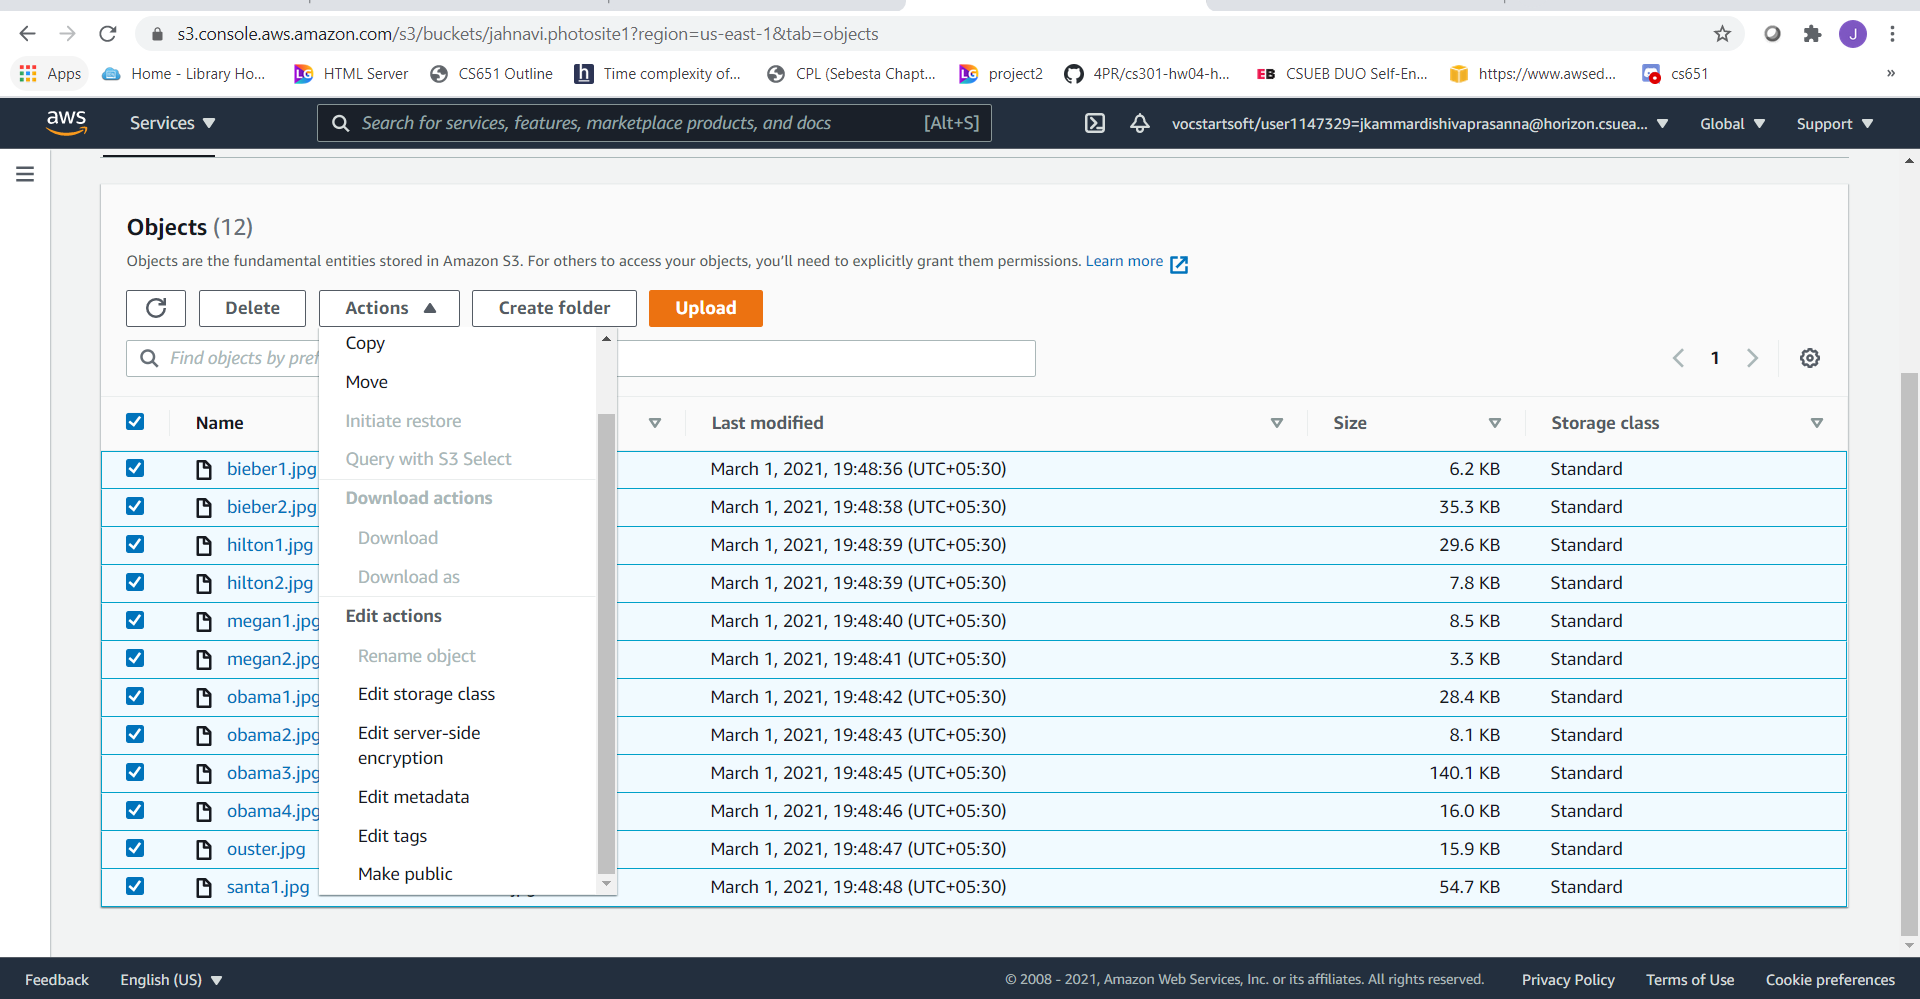 s3.console.aws.amazon.com/s3/buckets/jahnavi.photosite1?region=us-east-1&tab=objects
J
Apps Home - Library Ho... LG HTML Server CS651 Outline h Time complexity of... CPL (Sebesta Chapt... LG project2 4PR/cs301-hw04-h... EB CSUEB DUO Self-En... https://www.awsed... cs651 »
aws Services ▼ Search for services, features, marketplace products, and docs [Alt+S] vocstartsoft/user1147329=jkammardishivaprasanna@horizon.csuea... ▼ Global ▼ Support ▼
Objects (12)
Objects are the fundamental entities stored in Amazon S3. For others to access your objects, you'll need to explicitly grant them permissions. Learn more
Delete Actions ▲ Create folder Upload
Find objects by pref
1
Copy
Move
Initiate restore
Query with S3 Select
Download actions
Download
Download as
Edit actions
Rename object
Edit storage class
Edit server-side
encryption
Edit metadata
Edit tags
Make public
Name Last modified Size Storage class
bieber1.jpg March 1, 2021, 19:48:36 (UTC+05:30) 6.2 KB Standard
bieber2.jpg March 1, 2021, 19:48:38 (UTC+05:30) 35.3 KB Standard
hilton1.jpg March 1, 2021, 19:48:39 (UTC+05:30) 29.6 KB Standard
hilton2.jpg March 1, 2021, 19:48:39 (UTC+05:30) 7.8 KB Standard
megan1.jpg March 1, 2021, 19:48:40 (UTC+05:30) 8.5 KB Standard
megan2.jpg March 1, 2021, 19:48:41 (UTC+05:30) 3.3 KB Standard
obama1.jpg March 1, 2021, 19:48:42 (UTC+05:30) 28.4 KB Standard
obama2.jpg March 1, 2021, 19:48:43 (UTC+05:30) 8.1 KB Standard
obama3.jpg March 1, 2021, 19:48:45 (UTC+05:30) 140.1 KB Standard
obama4.jpg March 1, 2021, 19:48:46 (UTC+05:30) 16.0 KB Standard
ouster.jpg March 1, 2021, 19:48:47 (UTC+05:30) 15.9 KB Standard
santa1.jpg March 1, 2021, 19:48:48 (UTC+05:30) 54.7 KB Standard
Feedback English (US) ▼ © 2008 - 2021, Amazon Web Services, Inc. or its affiliates. All rights reserved. Privacy Policy Terms of Use Cookie preferences